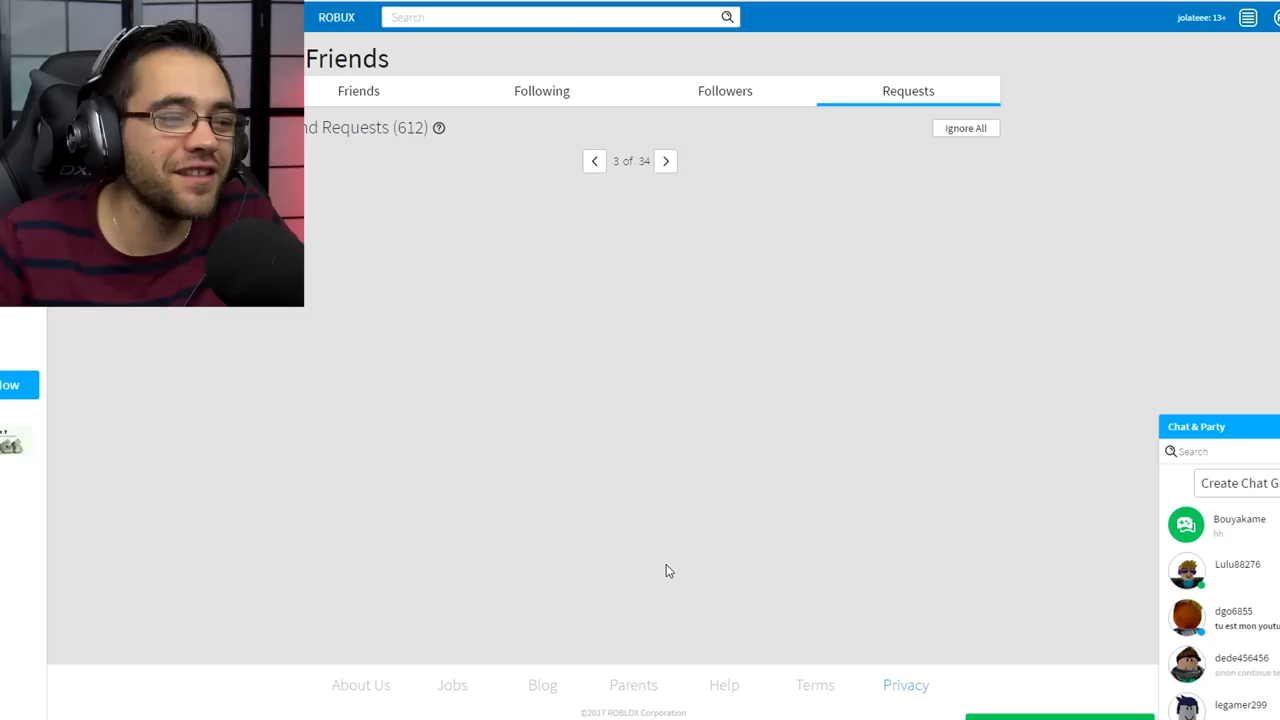 ROBUX
Search
jolateee: 13+
Friends
Friends
Following
Followers
Requests
nd Requests (612)
Ignore All
3 of 34
DX
low
Chat & Party
Search
Create Chat G
Bouyakame
hh
Lulu88276
dgo6855
tu est mon youtu
dede456456
sinon continue te
legamer299
About Us
Jobs
Blog
Parents
Help
Terms
Privacy
©2017 ROBLOX Corporation